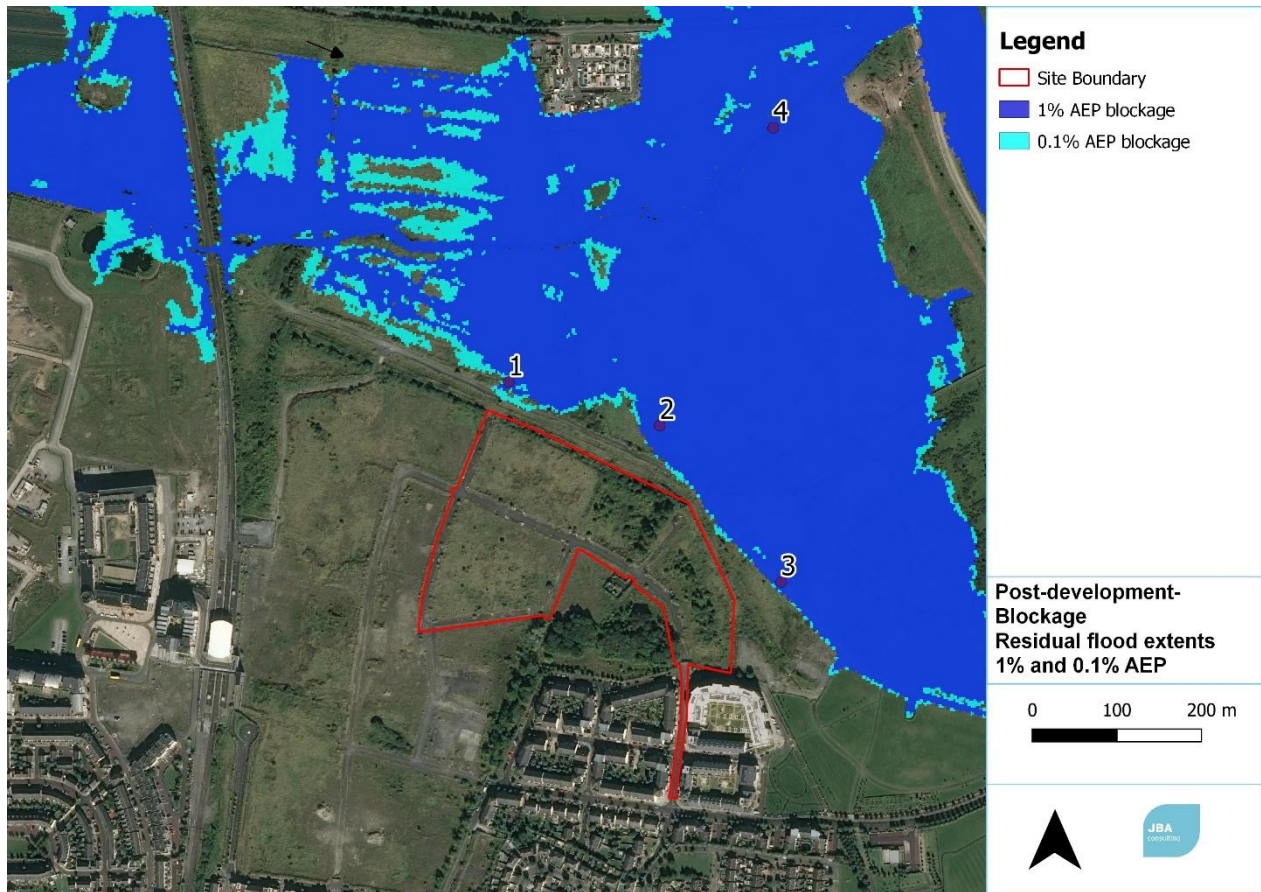 1
2
3
4
Legend
Site Boundary
1% AEP blockage
0.1% AEP blockage
Post-development-
Blockage
Residual flood extents
1% and 0.1% AEP
0 100 200 m
JBA
consulting